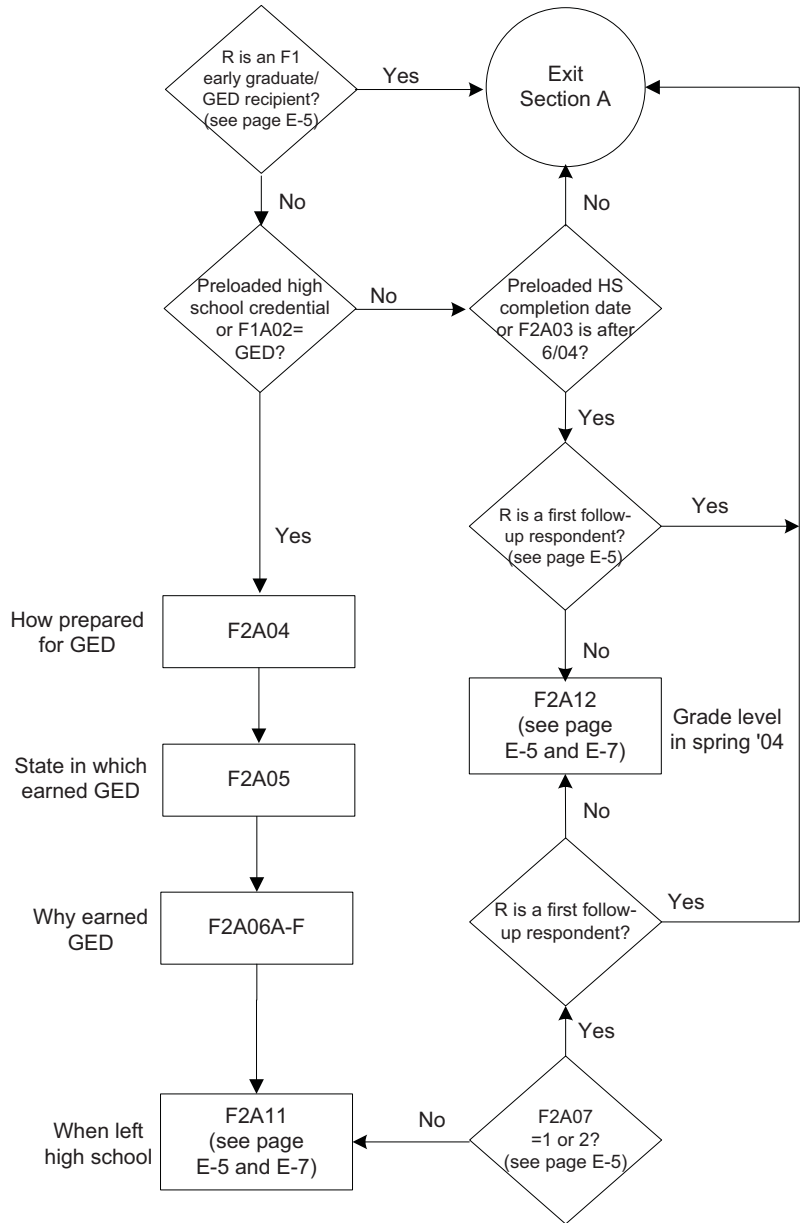 R is an F1
early graduate/
GED recipient?
(see page E-5)
Yes
Exit
Section A
No
No
Preloaded high
school credential
or F1A02=
GED?
No
Preloaded HS
completion date
or F2A03 is after
6/04?
Yes
Yes
R is a first follow-
up respondent?
(see page E-5)
Yes
How prepared
for GED
F2A04
No
F2A12
(see page
E-5 and E-7)
Grade level
in spring '04
State in which
earned GED
F2A05
No
Why earned
GED
F2A06A-F
R is a first follow-
up respondent?
Yes
Yes
When left
high school
F2A11
(see page
E-5 and E-7)
No
F2A07
=1 or 2?
(see page E-5)